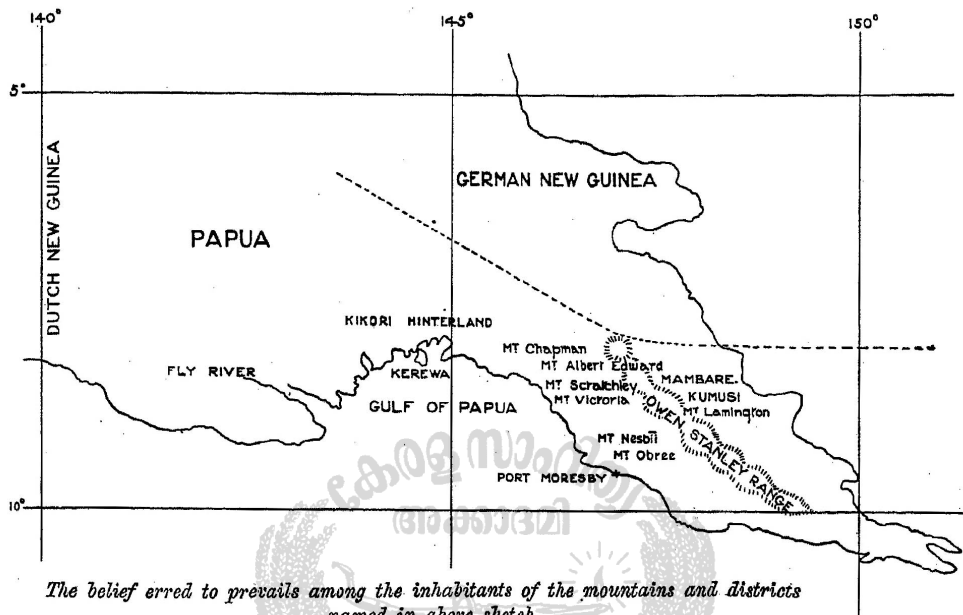 140°
145°
150°
5°
DUTCH NEW GUINEA
GERMAN NEW GUINEA
PAPUA
KIKORI HINTERLAND
MT Chapman
MT Albert Edward
FLY RIVER
KEREWA
MT Scratchley
MAMBARE.
KUMUSI
GULF OF PAPUA
MT Victoria
MT Lamington
OWEN STANLEY RANGE
MT Nesbit
MT Obree
PORT MORESBY
കേരള സാഹിത്യ
അക്കാദമി
10°
The belief erred to prevails among the inhabitants of the mountains and districts
named in above sketch